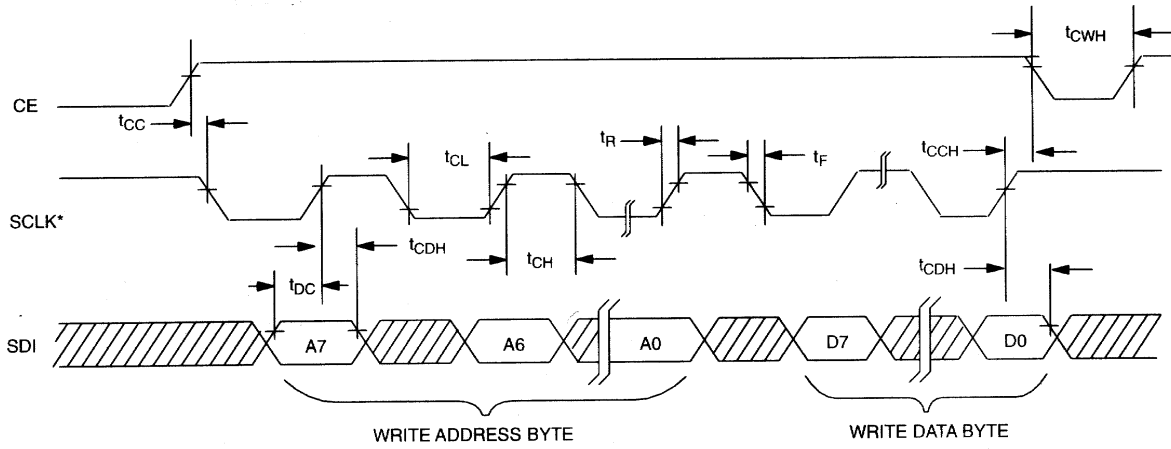 tCWH
CE
tCC
tCL
tR
tF
tCCH
SCLK*
tCDH
tCH
tCDH
tDC
SDI
A7
A6
A0
D7
D0
WRITE ADDRESS BYTE
WRITE DATA BYTE